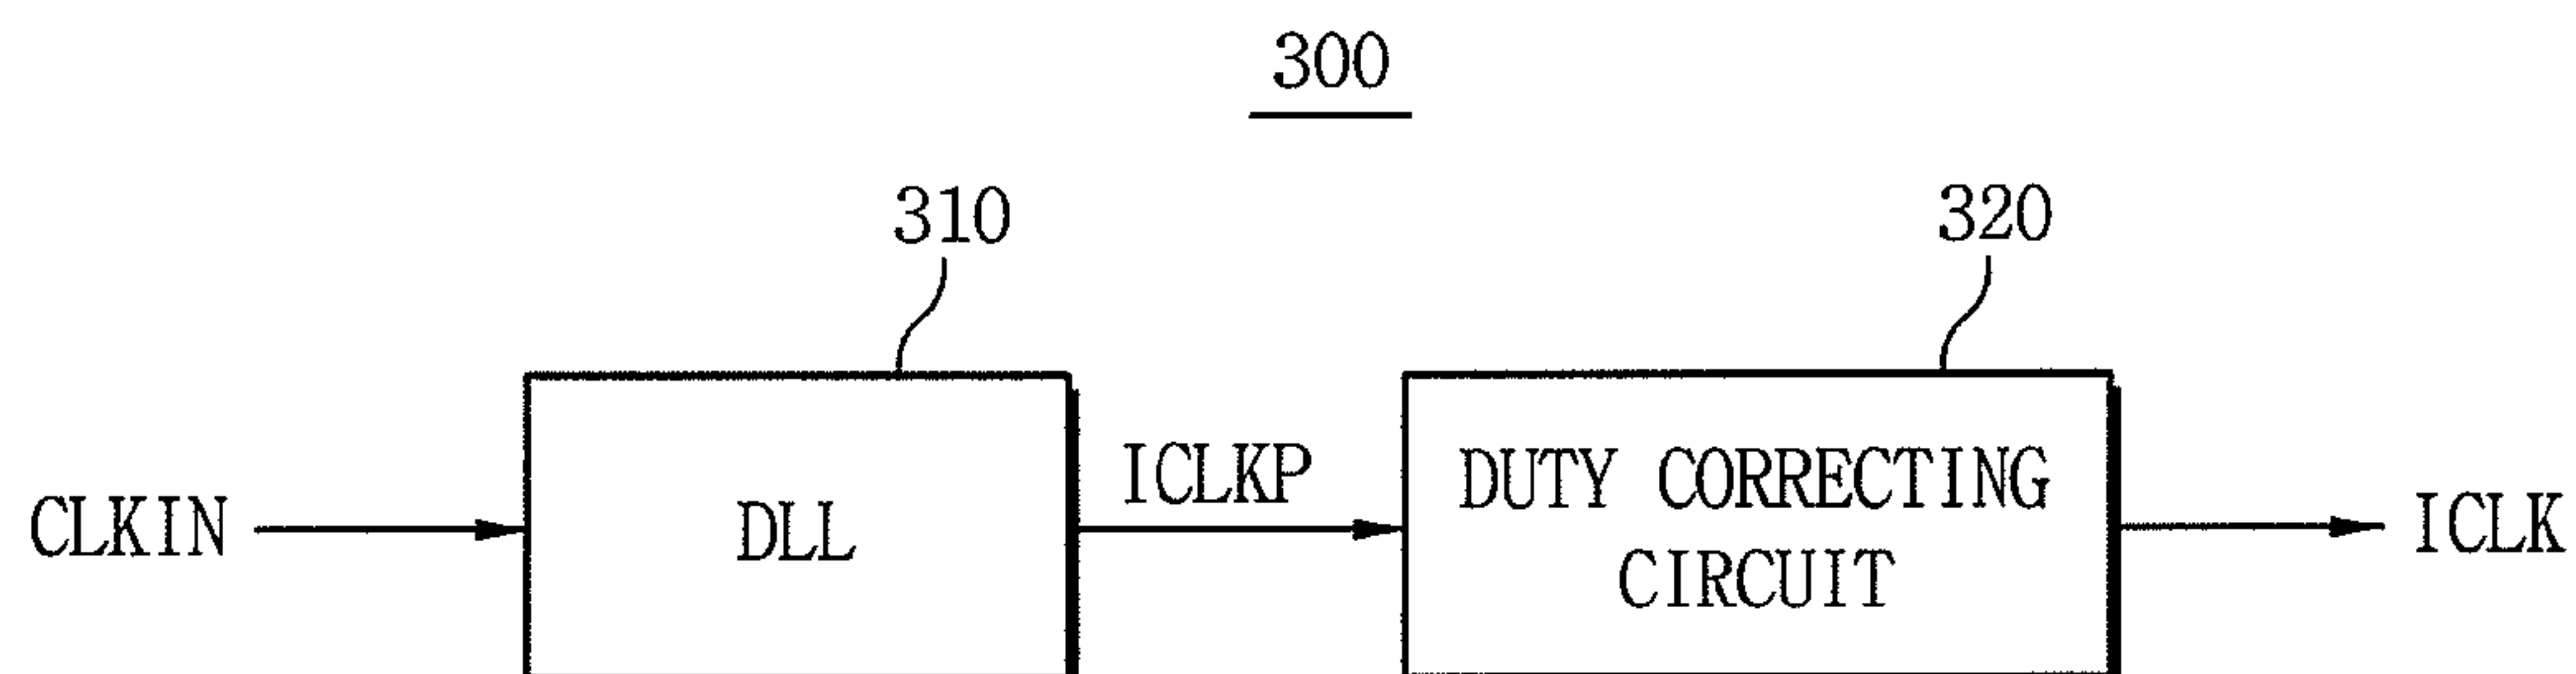 300
310
320
CLKIN
DLL
ICLKP
DUTY CORRECTING
CIRCUIT
ICLK